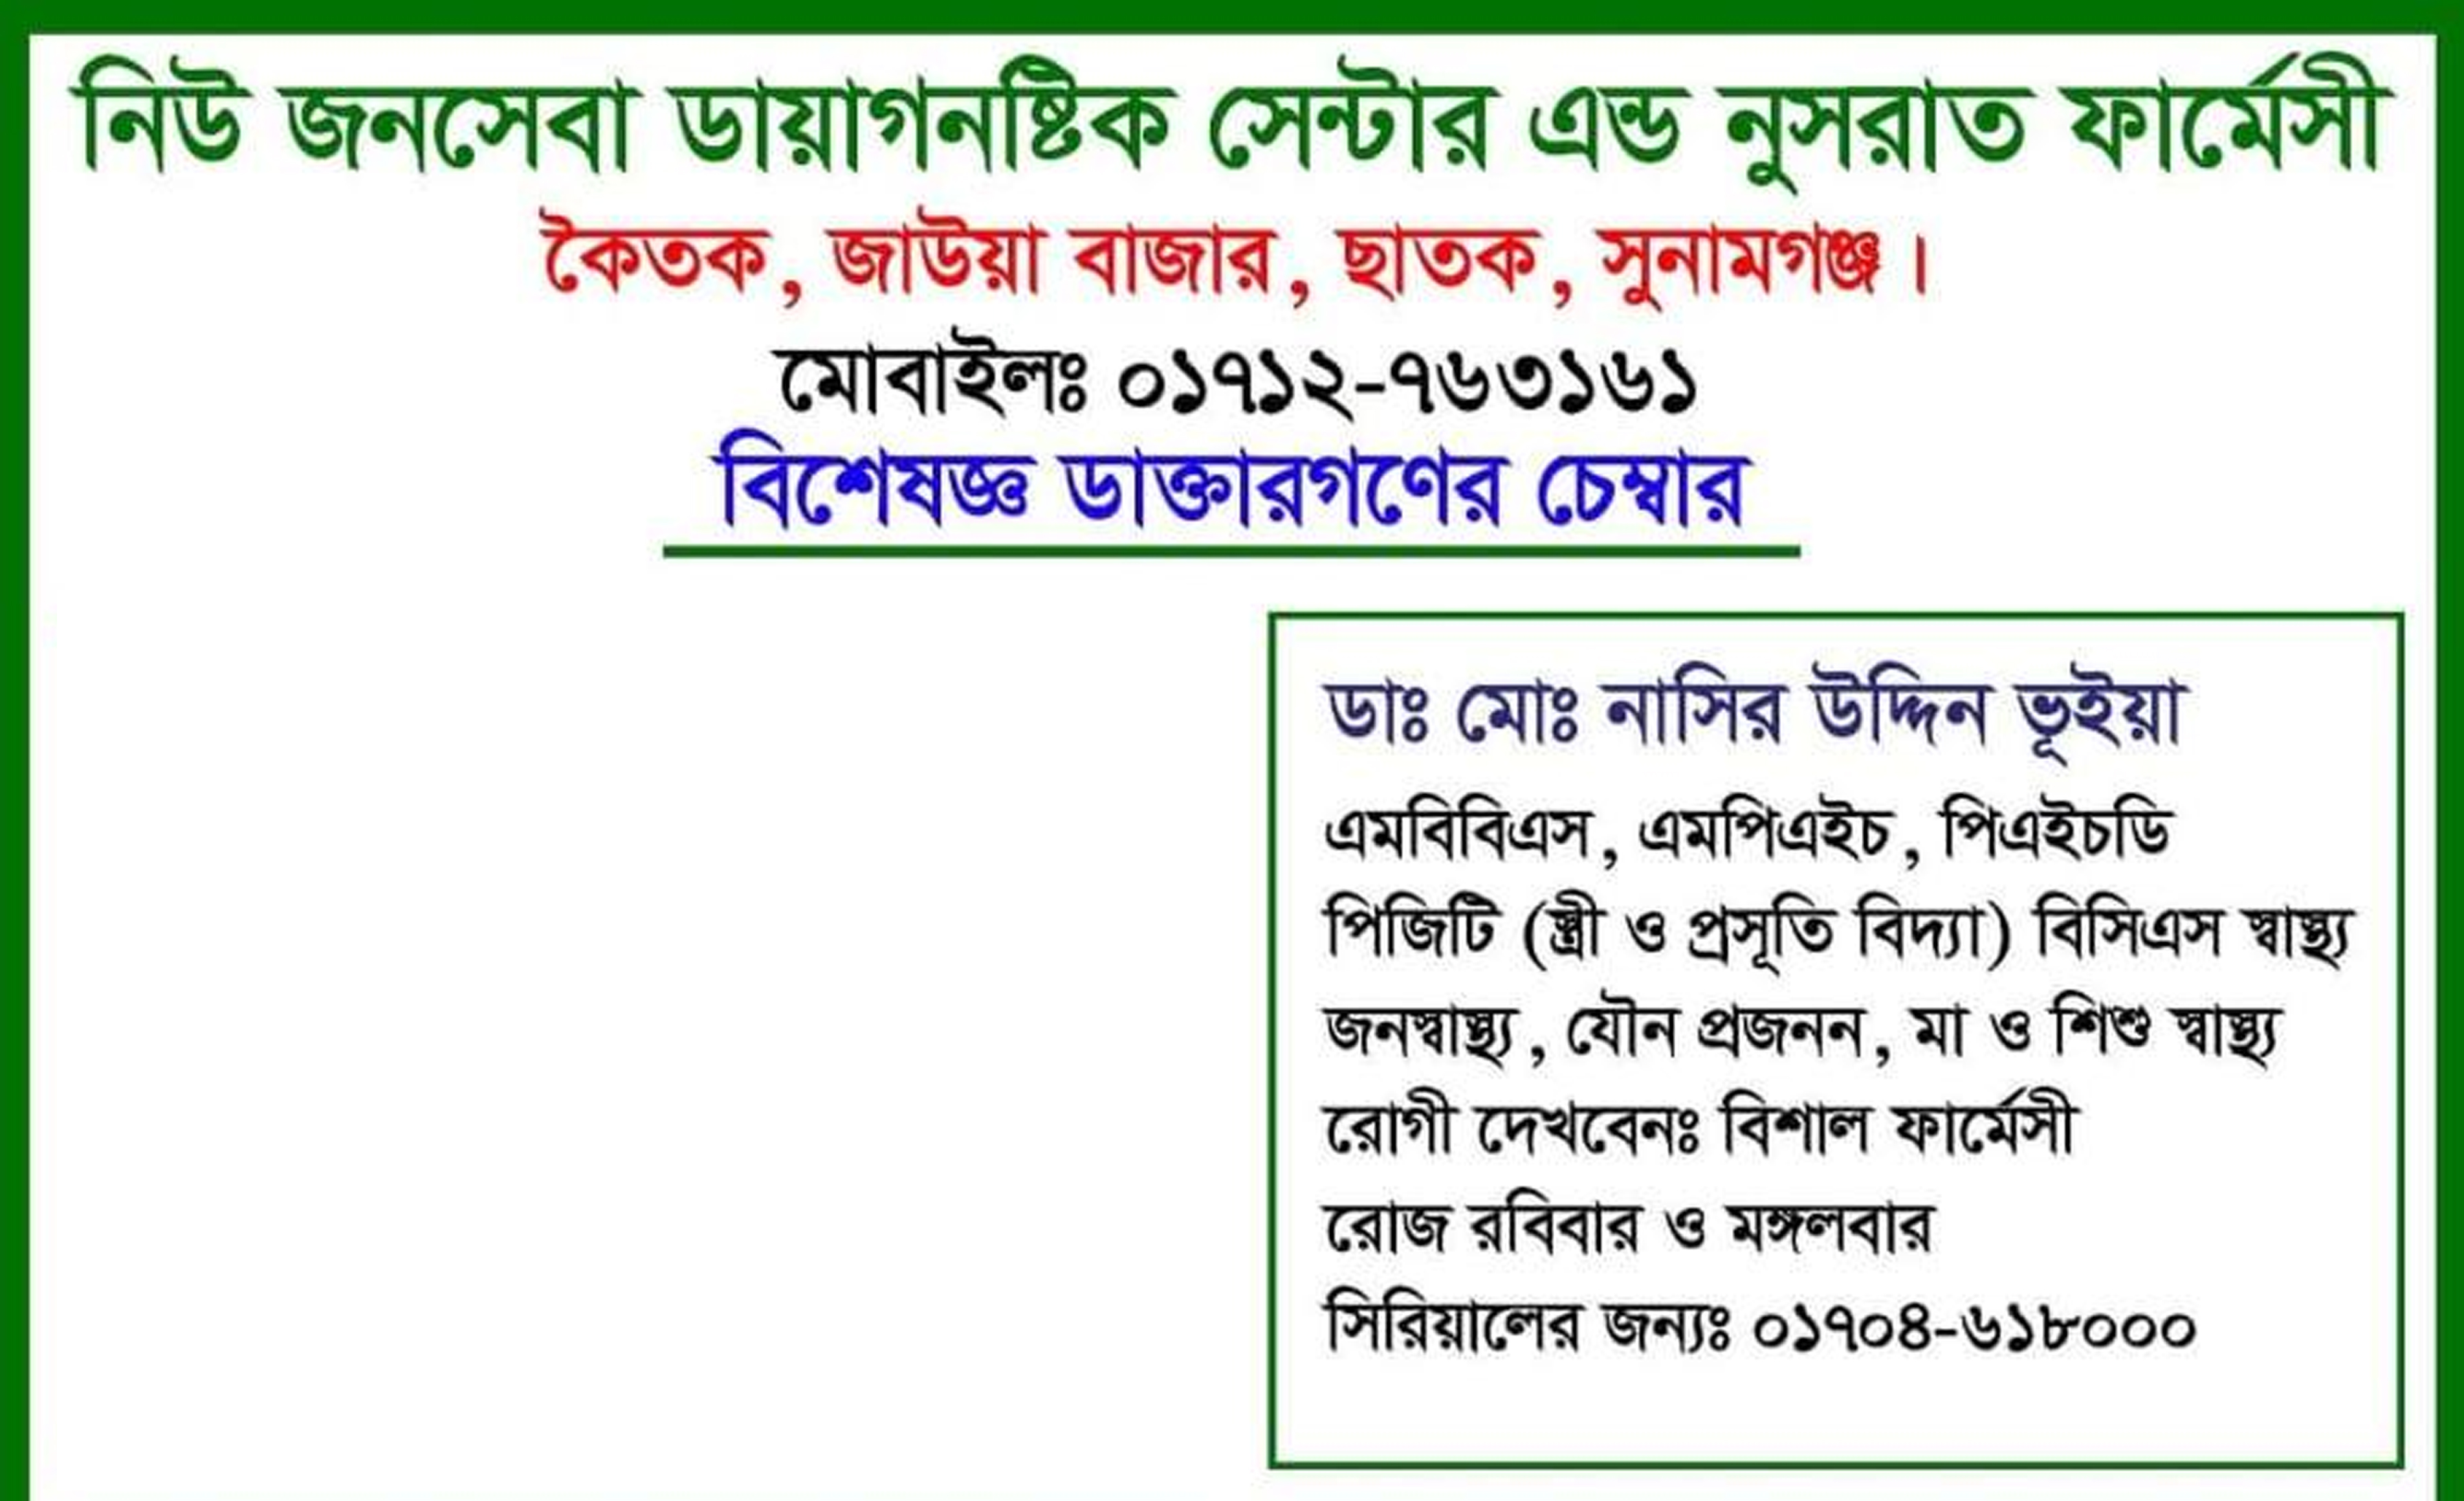 নিউ জনসেবা ডায়াগনষ্টিক সেন্টার এন্ড নুসরাত ফার্মেসী
কৈতক, জাউয়া বাজার, ছাতক, সুনামগঞ্জ।
মোবাইলঃ ০১৭১২-৭৬৩১৬১
বিশেষজ্ঞ ডাক্তারগণের চেম্বার
ডাঃ মোঃ নাসির উদ্দিন ভূইয়া
এমবিবিএস, এমপিএইচ, পিএইচডি
পিজিটি (স্ত্রী ও প্রসূতি বিদ্যা) বিসিএস স্বাস্থ্য
জনস্বাস্থ্য, যৌন প্রজনন, মা ও শিশু স্বাস্থ্য
রোগী দেখবেনঃ বিশাল ফার্মেসী
রোজ রবিবার ও মঙ্গলবার
সিরিয়ালের জন্যঃ ০১৭০৪-৬১৮০০০